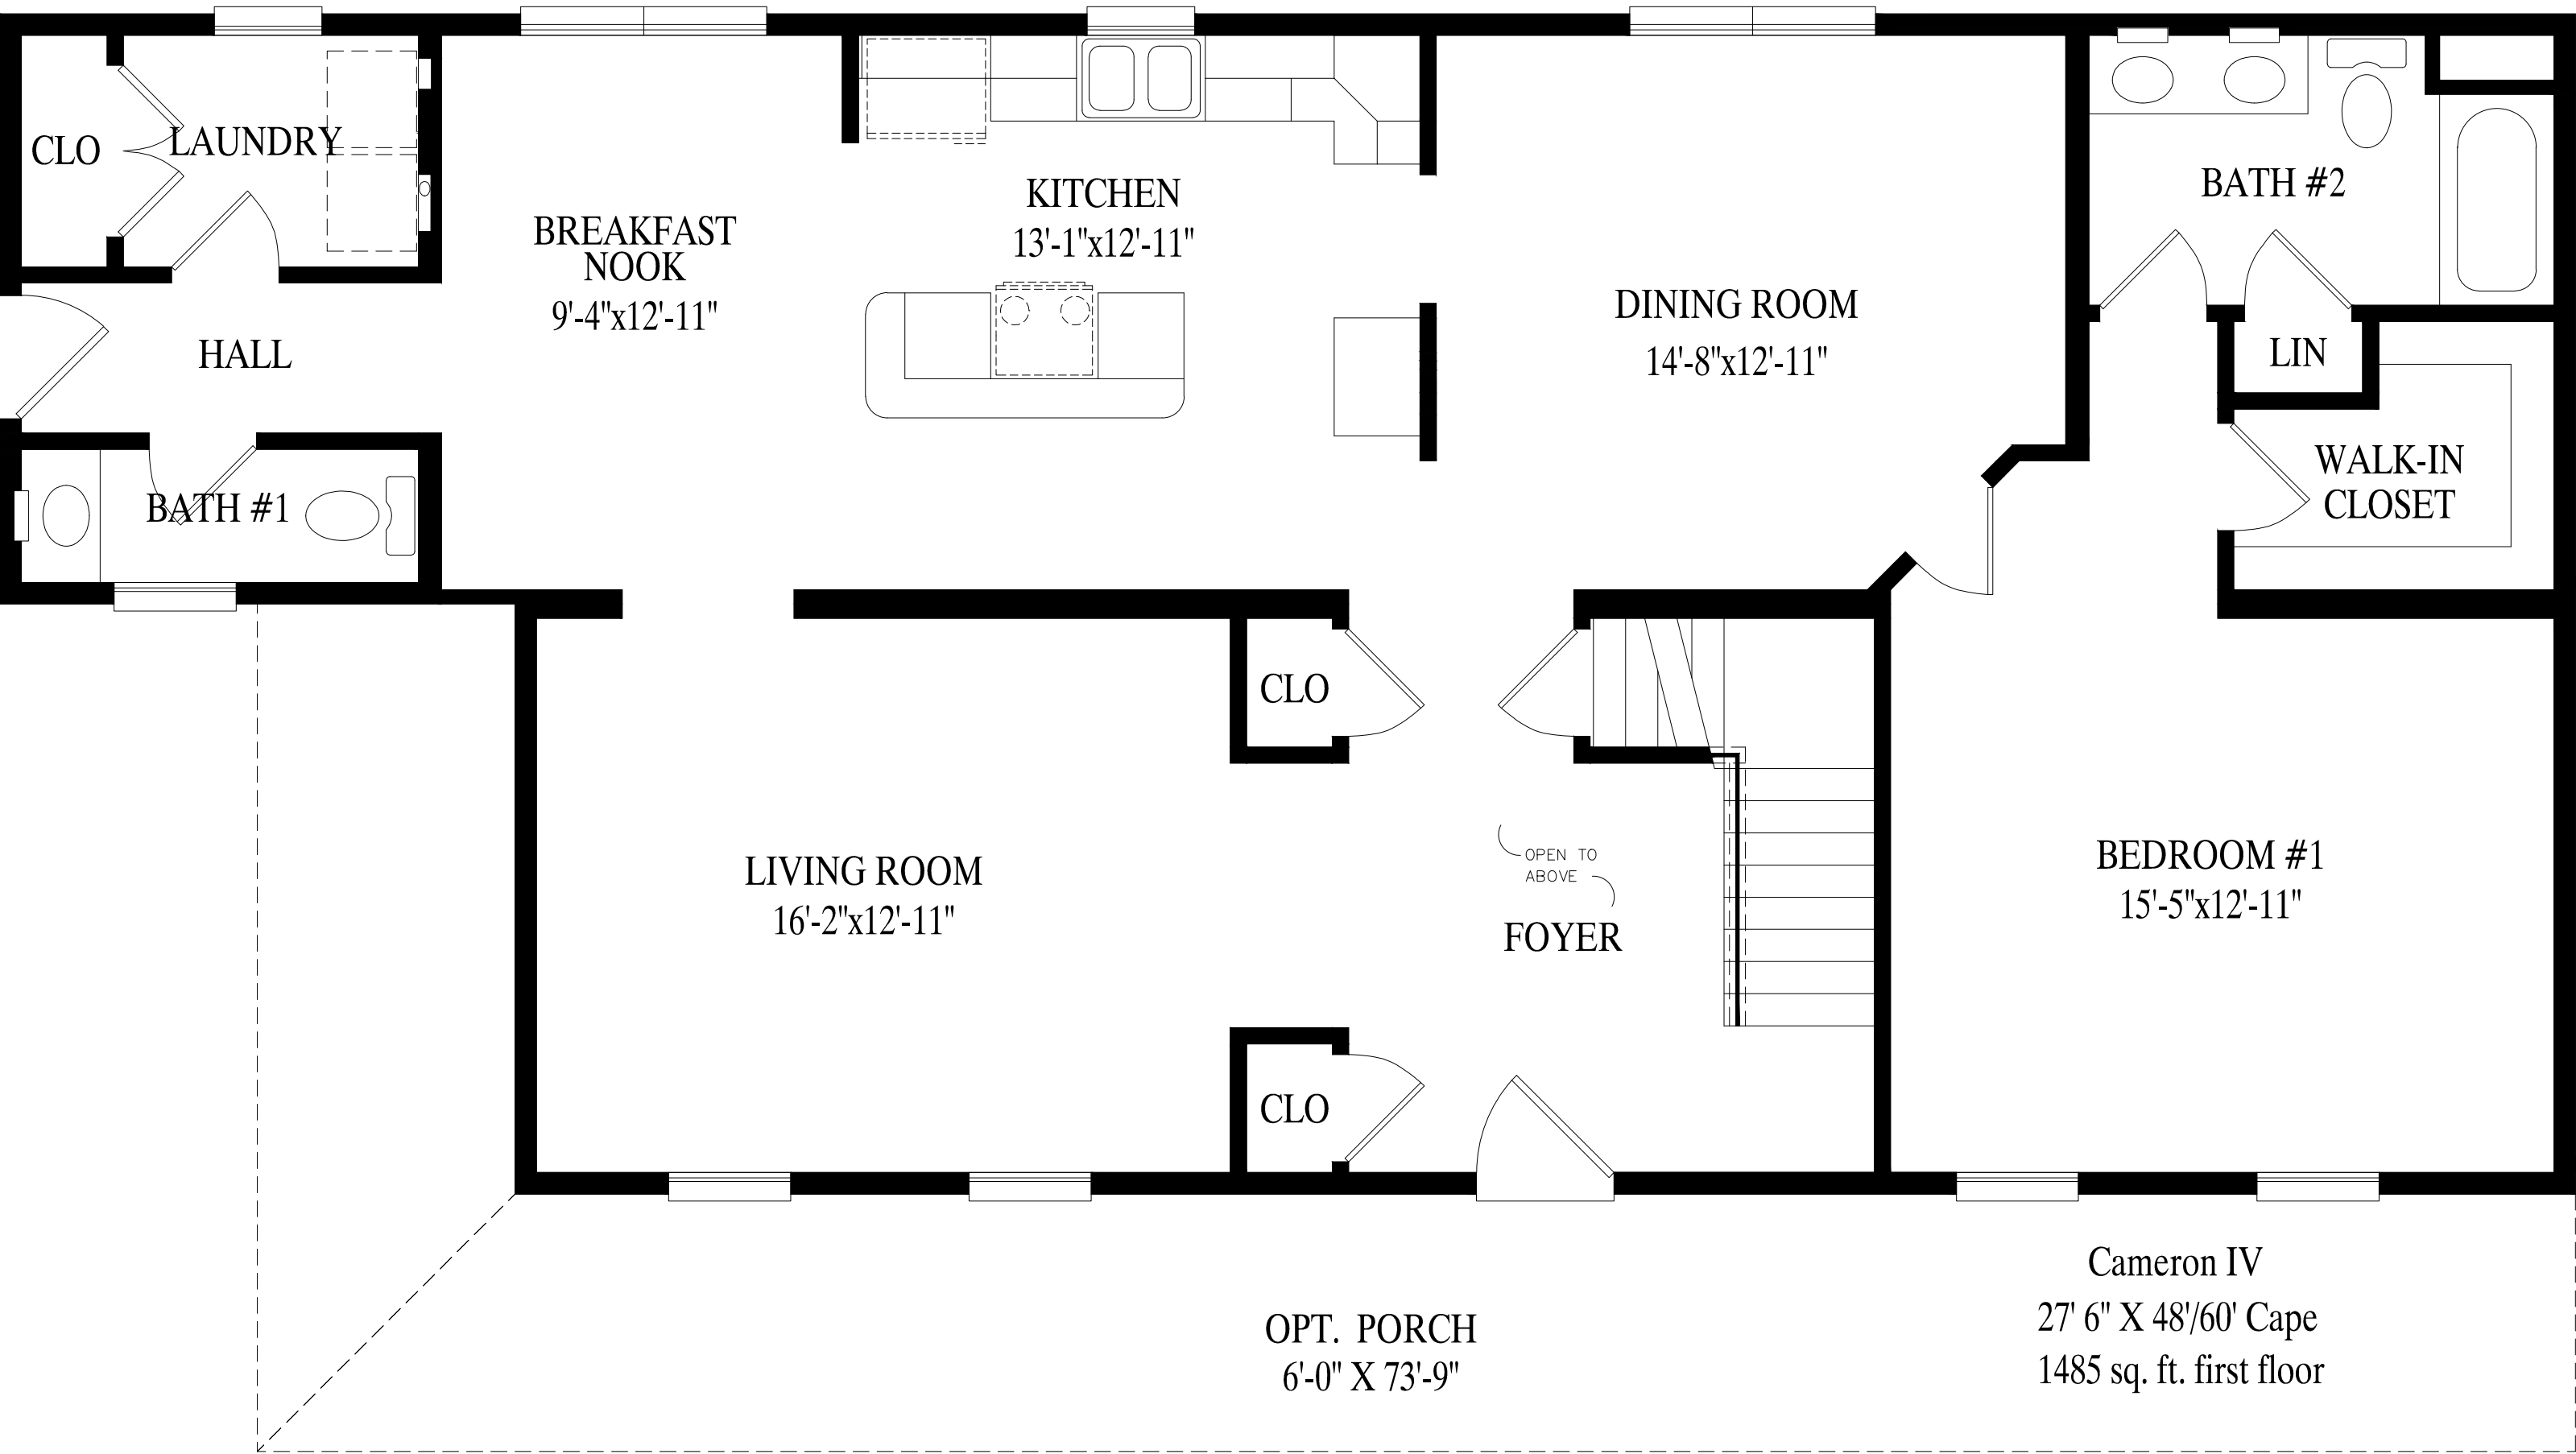 CLO
LAUNDRY
BREAKFAST
NOOK
9'-4"x12'-11"
KITCHEN
13'-1"x12'-11"
DINING ROOM
14'-8"x12'-11"
BATH #2
HALL
LIN
BATH #1
WALK-IN
CLOSET
CLO
LIVING ROOM
16'-2"x12'-11"
OPEN TO
ABOVE
FOYER
BEDROOM #1
15'-5"x12'-11"
CLO
OPT. PORCH
6'-0" X 73'-9"
Cameron IV
27' 6" X 48'/60' Cape
1485 sq. ft. first floor